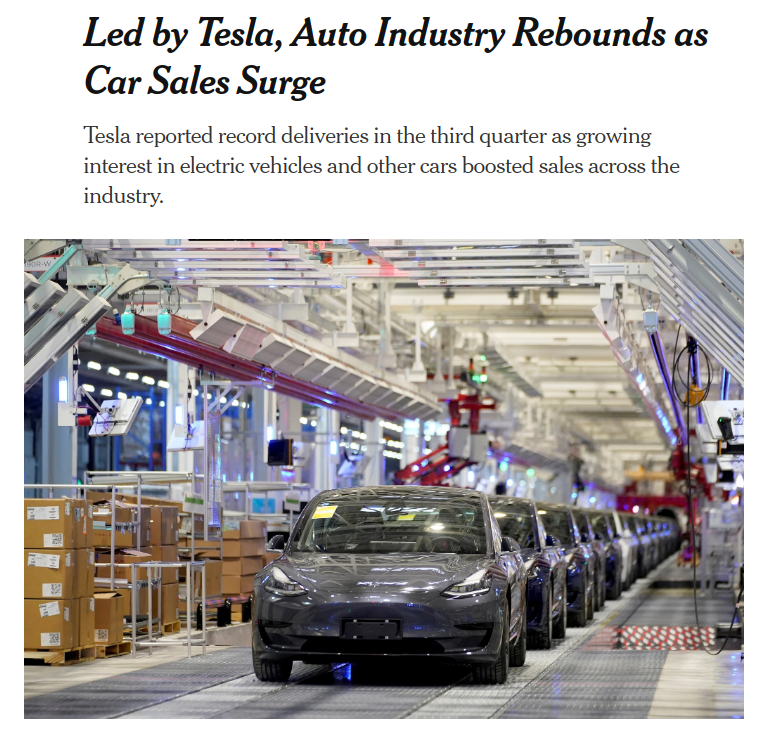 Led by Tesla, Auto Industry Rebounds as
Car Sales Surge
Tesla reported record deliveries in the third quarter as growing
interest in electric vehicles and other cars boosted sales across the
industry.